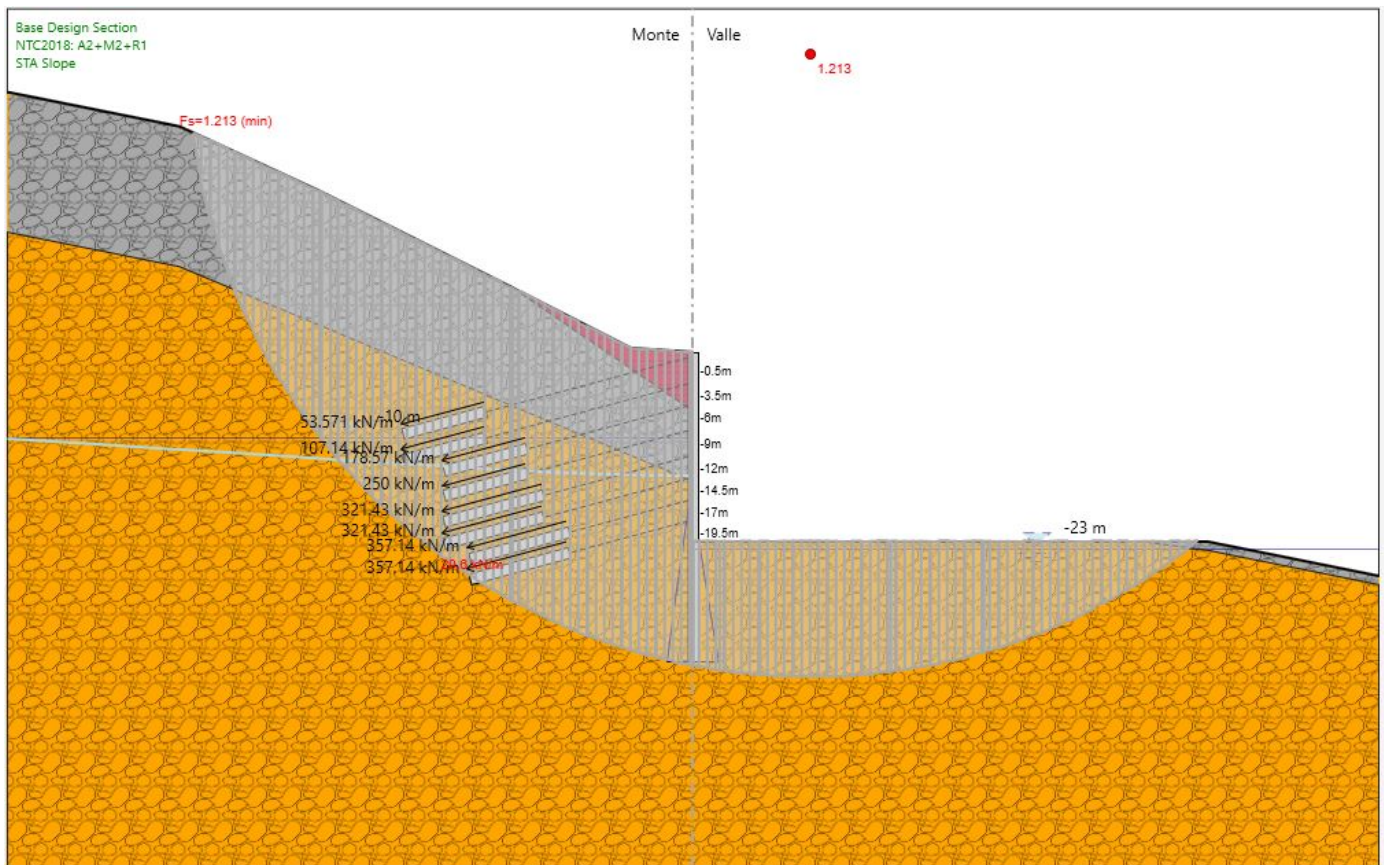 Base Design Section
NTC2018: A2+M2+R1
STA Slope
Monte
Valle
1.213
Fs=1.213 (min)
-0.5m
-3.5m
-6m
-9m
-12m
-14.5m
-17m
-19.5m
-10 m
53.571 kN/m
107.14 kN/m
178.57 kN/m
250 kN/m
321.43 kN/m
321.43 kN/m
357.14 kN/m
357.14 kN/m
-23 m